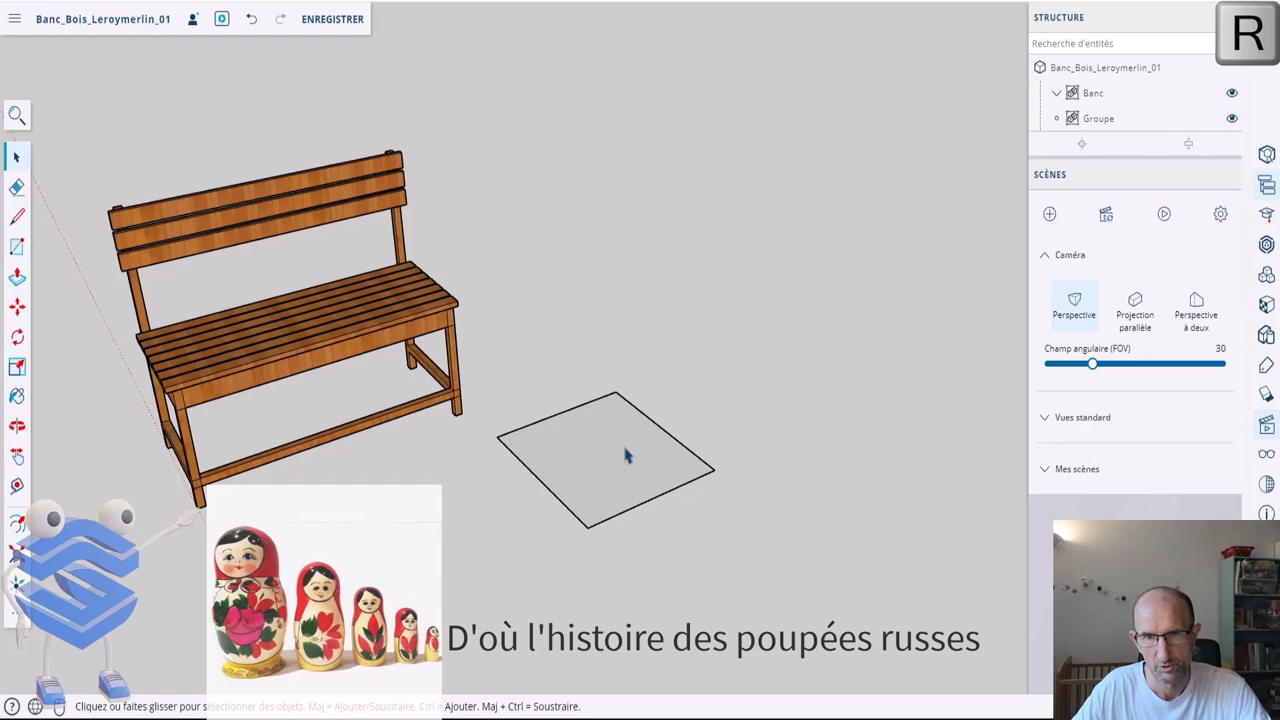 Banc_Bois_Leroymerlin_01
ENREGISTRER
STRUCTURE
R
Recherche d'entités
Banc_Bois_Leroymerlin_01
Banc
Groupe
SCÈNES
Caméra
Perspective
Projection
parallèle
Perspective
à deux
Champ angulaire (FOV)
30
Vues standard
Mes scènes
D'où l'histoire des poupées russes
Cliquez ou faites glisser pour sélectionner des objets. Maj = Ajouter/Soustraire. Ctrl = Ajouter. Maj + Ctrl = Soustraire.